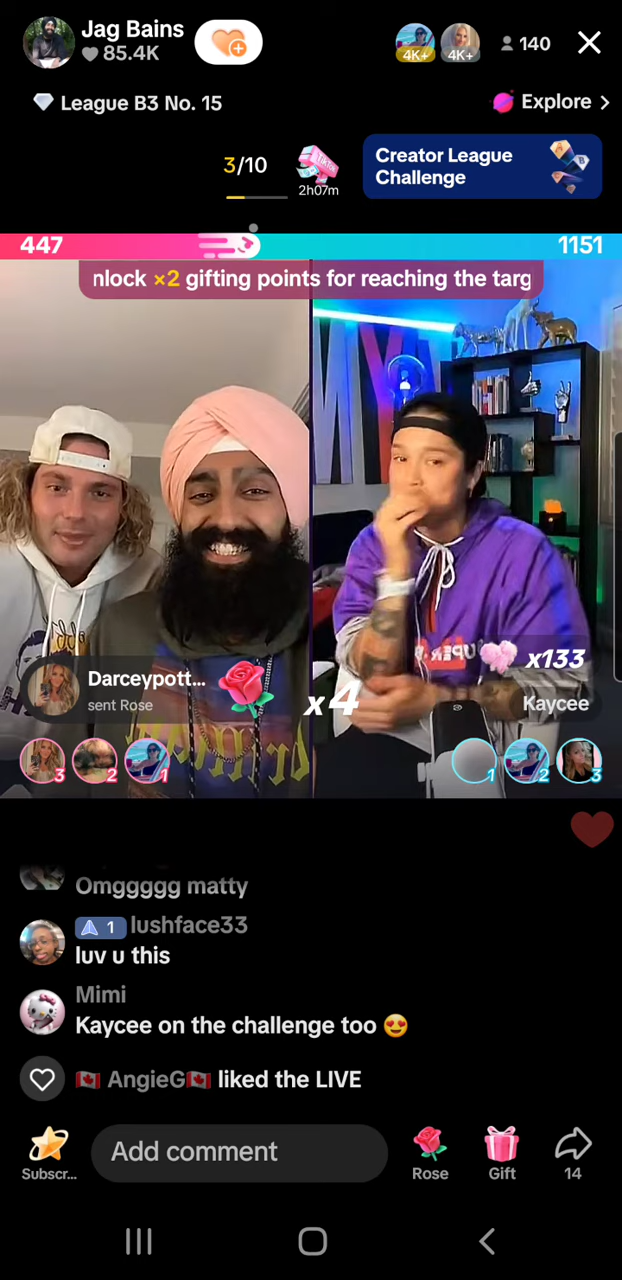 Jag Bains
85.4K
4K+
4K+
140
League B3 No. 15
Explore >
3/10
2h07m
Creator League
Challenge
447
1151
nlock ×2 gifting points for reaching the targ
Darceypott...
sent Rose
x4
x133
Kaycee
3
2
1
1
2
3
Omggggg matty
1 lushface33
luv u this
Mimi
Kaycee on the challenge too 😍
🇨🇦 AngieG🇨🇦 liked the LIVE
Subscr...
Add comment
Rose
Gift
14